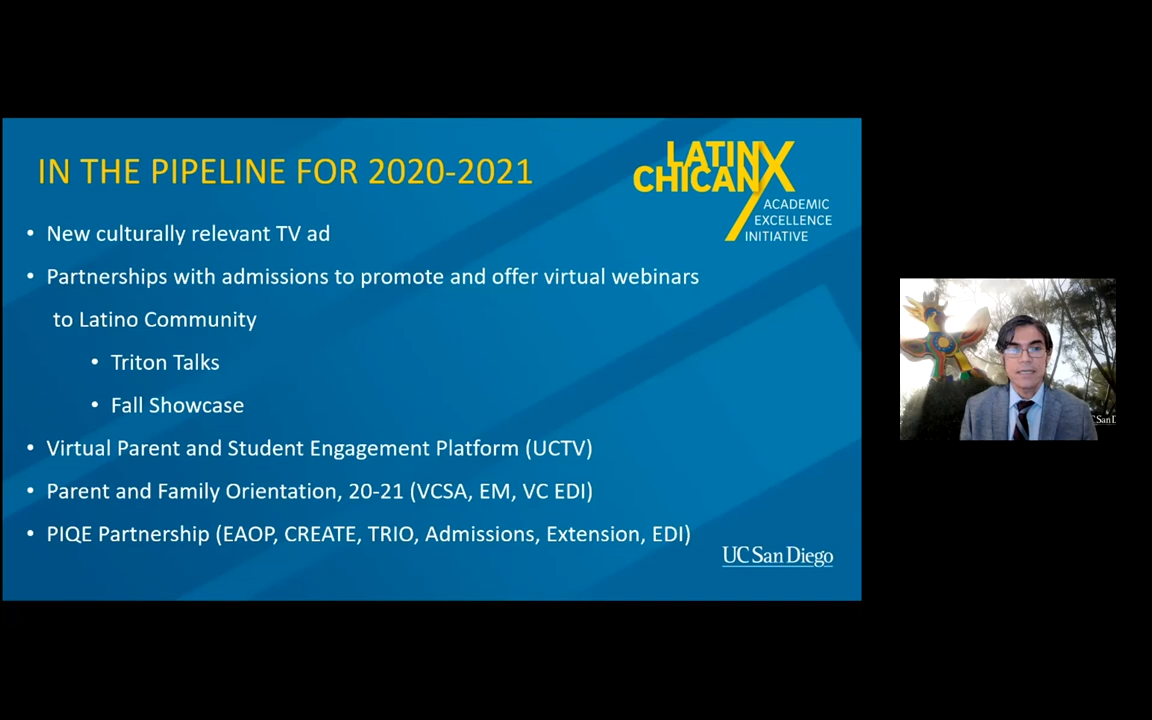 IN THE PIPELINE FOR 2020-2021
LATINX
CHICANX
ACADEMIC
EXCELLENCE
INITIATIVE
• New culturally relevant TV ad
• Partnerships with admissions to promote and offer virtual webinars
to Latino Community
• Triton Talks
• Fall Showcase
• Virtual Parent and Student Engagement Platform (UCTV)
• Parent and Family Orientation, 20-21 (VCSA, EM, VC EDI)
• PIQE Partnership (EAOP, CREATE, TRIO, Admissions, Extension, EDI)
UC San Diego